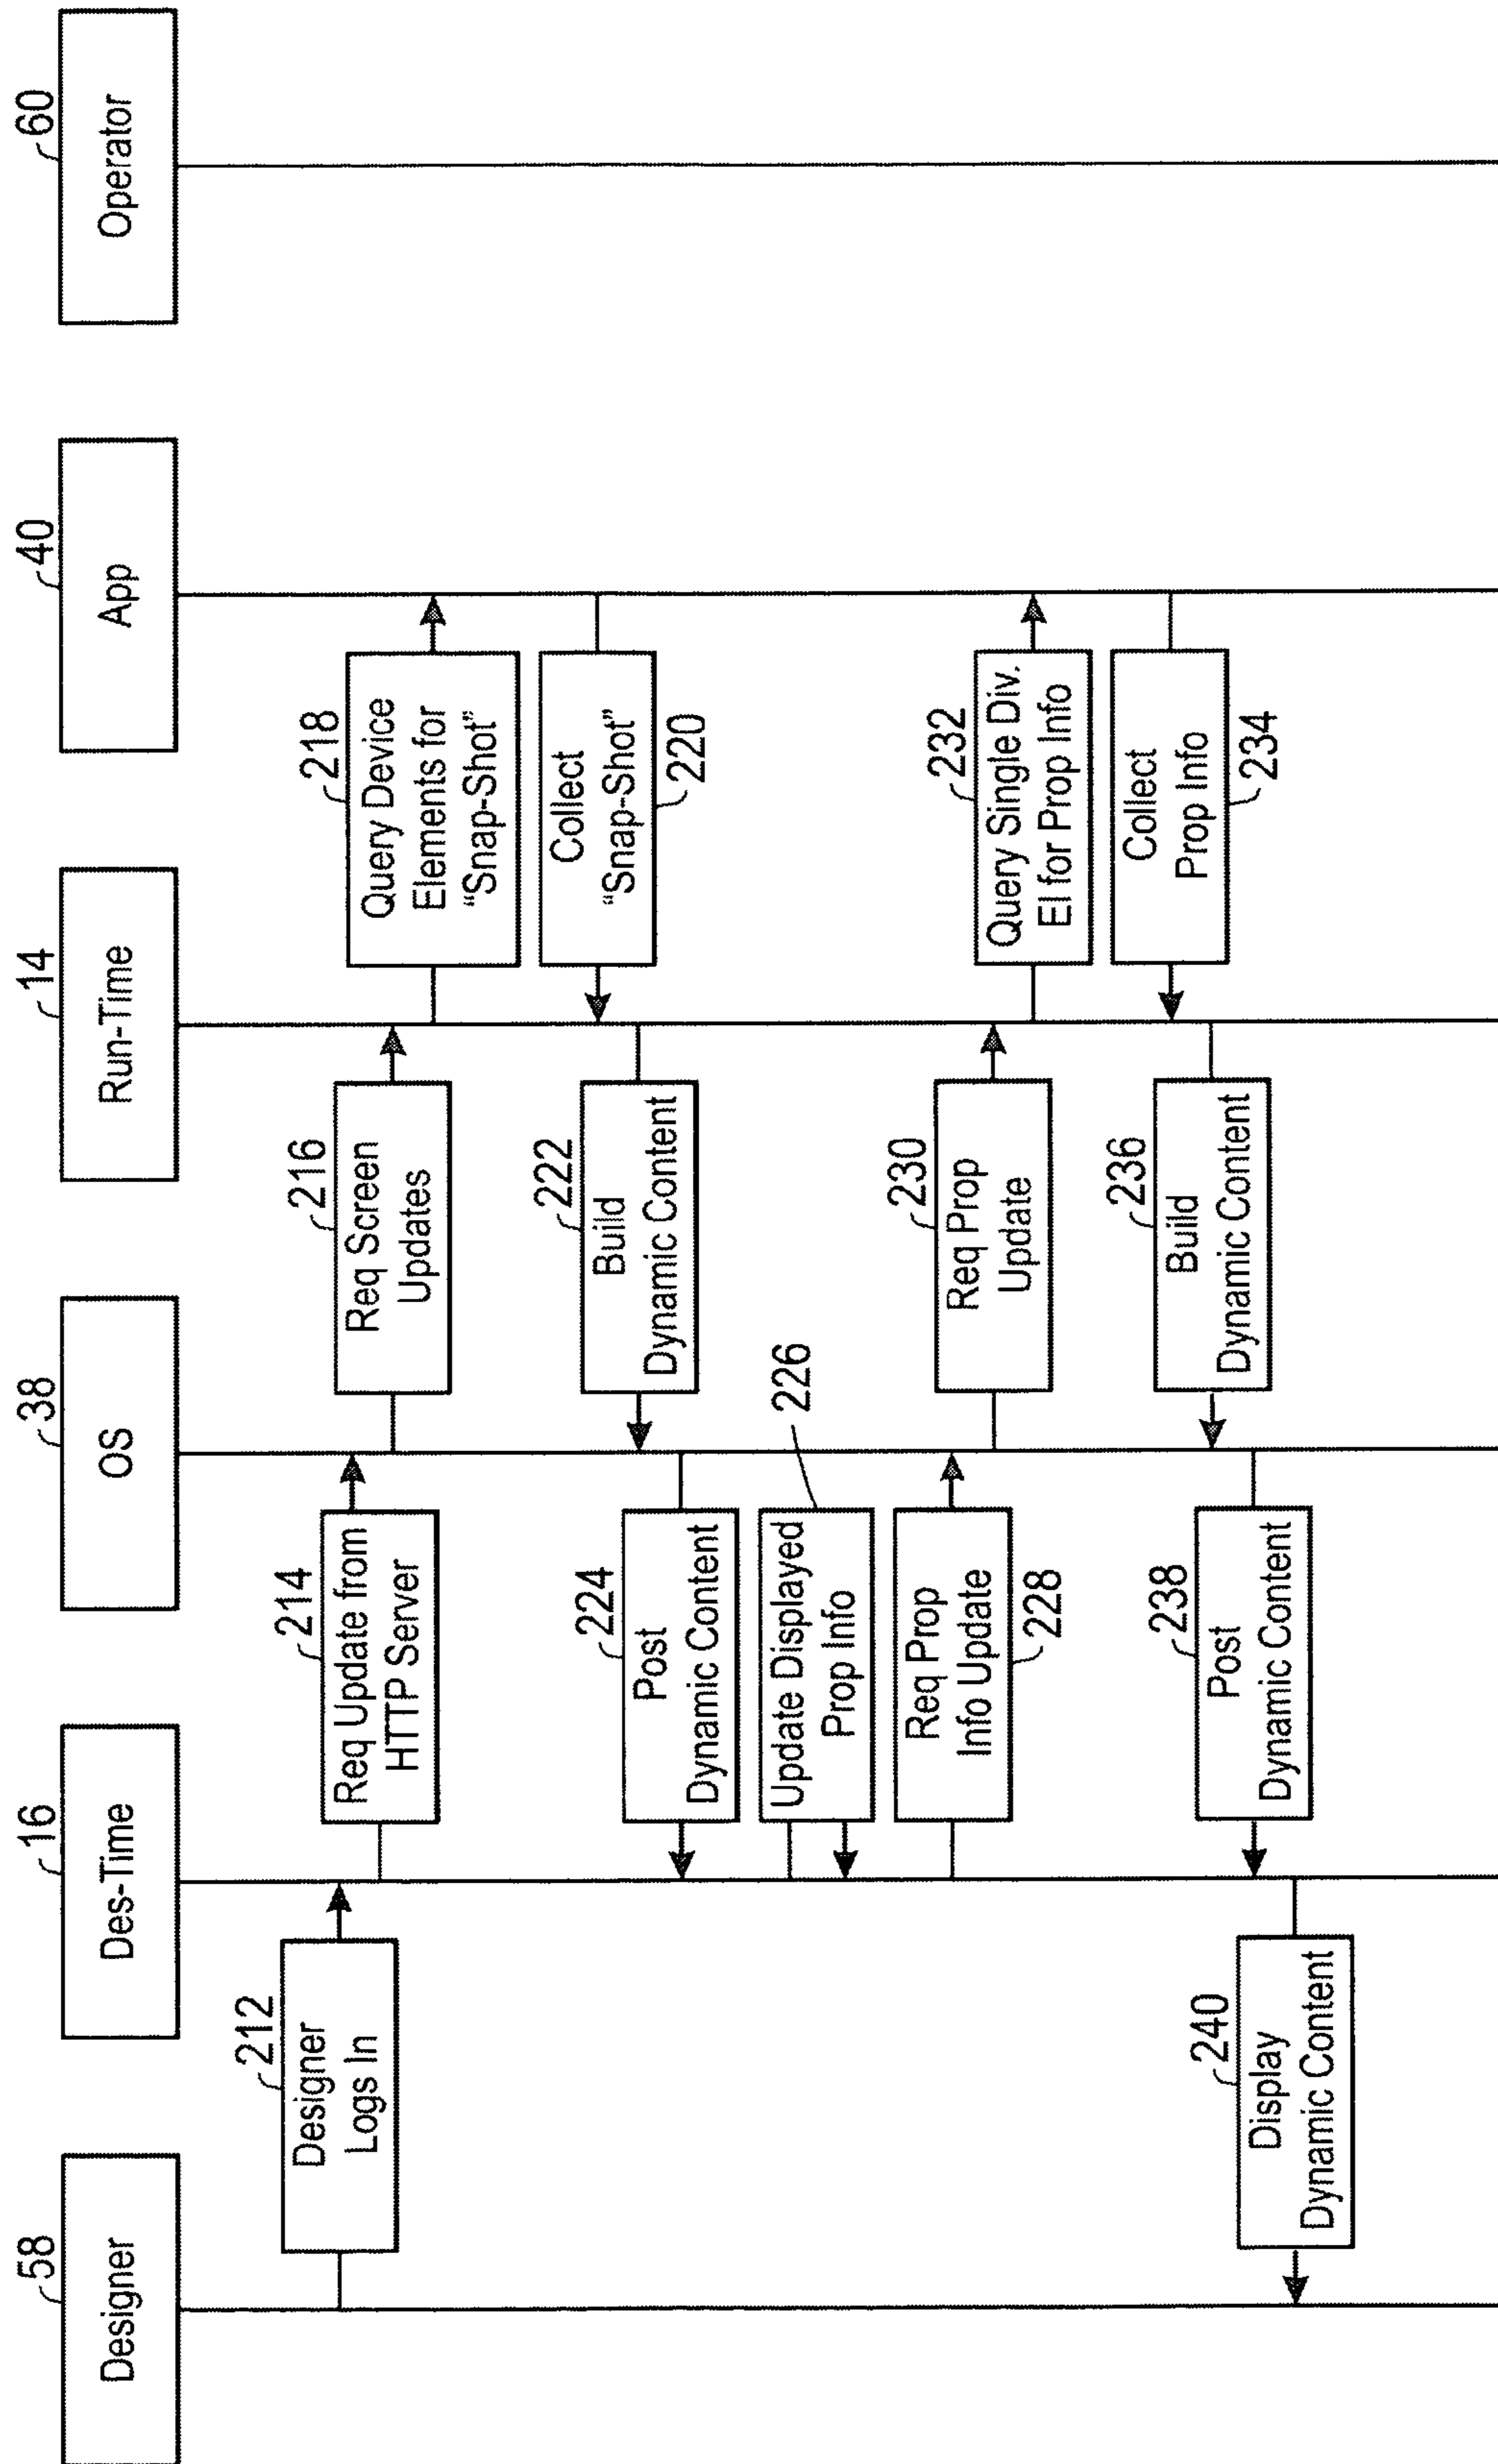 58
Designer
16
Des-Time
38
OS
14
Run-Time
40
App
60
Operator
212
Designer
Logs In
214
Req Update from
HTTP Server
216
Req Screen
Updates
218
Query Device
Elements for
“Snap-Shot”
Collect
“Snap-Shot”
220
222
Build
Dynamic Content
224
Post
Dynamic Content
226
Update Displayed
Prop Info
Req Prop
Info Update
228
230
Req Prop
Update
232
Query Single Div.
El for Prop Info
Collect
Prop Info
234
236
Build
Dynamic Content
238
Post
Dynamic Content
240
Display
Dynamic Content